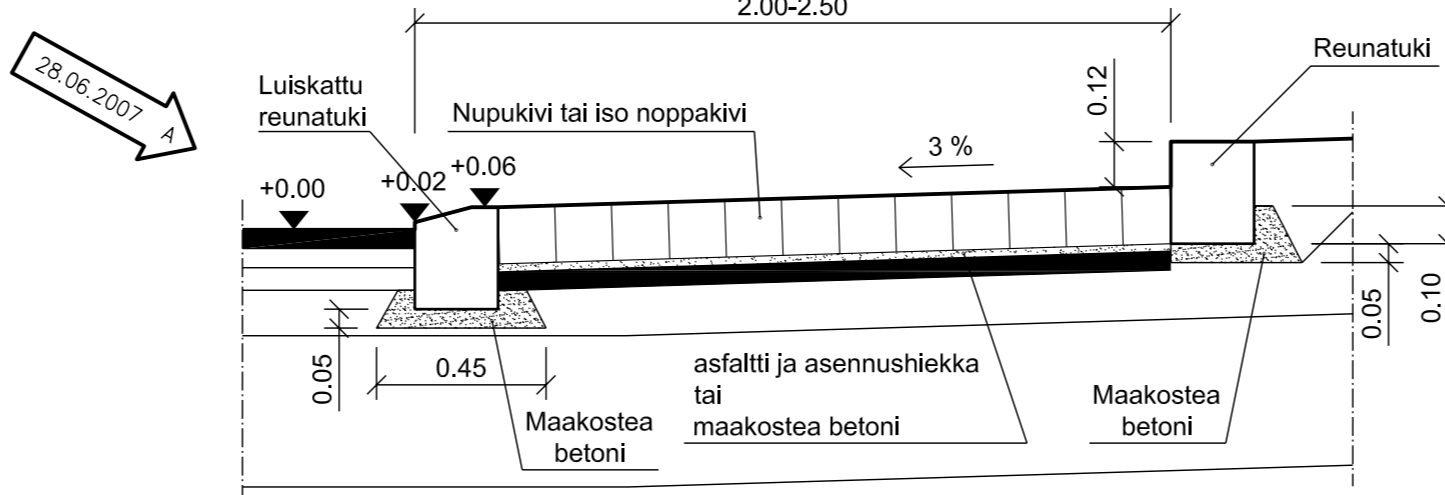 2.00-2.50
28.06.2007 A
Luiskattu
reunatuki
Nupukivi tai iso noppakivi
0.12
Reunatuki
3 %
+0.00
+0.02
+0.06
0.05
0.45
Maakostea
betoni
asfaltti ja asennushiekka
tai
maakostea betoni
Maakostea
betoni
0.05
0.10